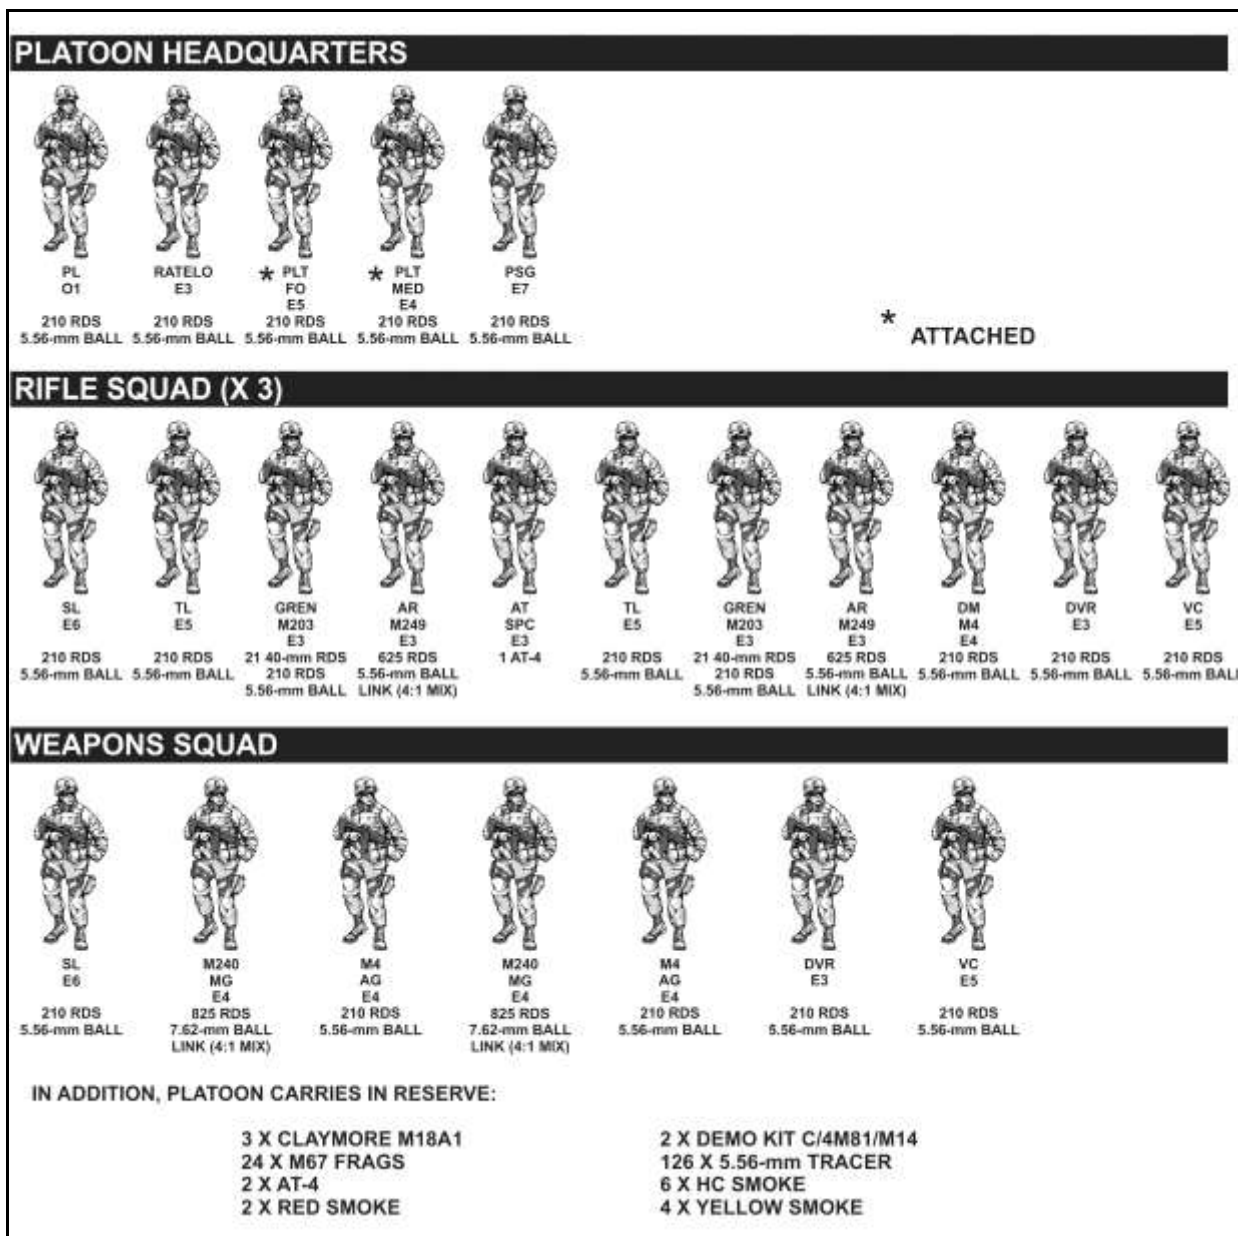 PLATOON HEADQUARTERS
PL RATELO * PLT * PLT PSG
O1 E3 FO MED E7
E5 E4
210 RDS 210 RDS 210 RDS 210 RDS 210 RDS
5.56-mm BALL 5.56-mm BALL 5.56-mm BALL 5.56-mm BALL 5.56-mm BALL
* ATTACHED
RIFLE SQUAD (X 3)
SL TL GREN AR AT TL GREN AR DM DVR VC
E6 E5 M203 M249 SPC E5 M203 M249 M4 E3 E5
E3 E3 E3 E3 E3 E4
210 RDS 210 RDS 21 40-mm RDS 625 RDS 1 AT-4 210 RDS 21 40-mm RDS 625 RDS 210 RDS 210 RDS 210 RDS
5.56-mm BALL 5.56-mm BALL 210 RDS 5.56-mm BALL 5.56-mm BALL 210 RDS 5.56-mm BALL 5.56-mm BALL 5.56-mm BALL 5.56-mm BALL
5.56-mm BALL LINK (4:1 MIX) 5.56-mm BALL LINK (4:1 MIX)
WEAPONS SQUAD
SL M240 M4 M240 M4 DVR VC
E6 MG AG MG AG E3 E5
E4 E4 E4 E4
210 RDS 825 RDS 210 RDS 825 RDS 210 RDS 210 RDS 210 RDS
5.56-mm BALL 7.62-mm BALL 5.56-mm BALL 7.62-mm BALL 5.56-mm BALL 5.56-mm BALL 5.56-mm BALL
LINK (4:1 MIX) LINK (4:1 MIX)
IN ADDITION, PLATOON CARRIES IN RESERVE:
3 X CLAYMORE M18A1 2 X DEMO KIT C/4M81/M14
24 X M67 FRAGS 126 X 5.56-mm TRACER
2 X AT-4 6 X HC SMOKE
2 X RED SMOKE 4 X YELLOW SMOKE